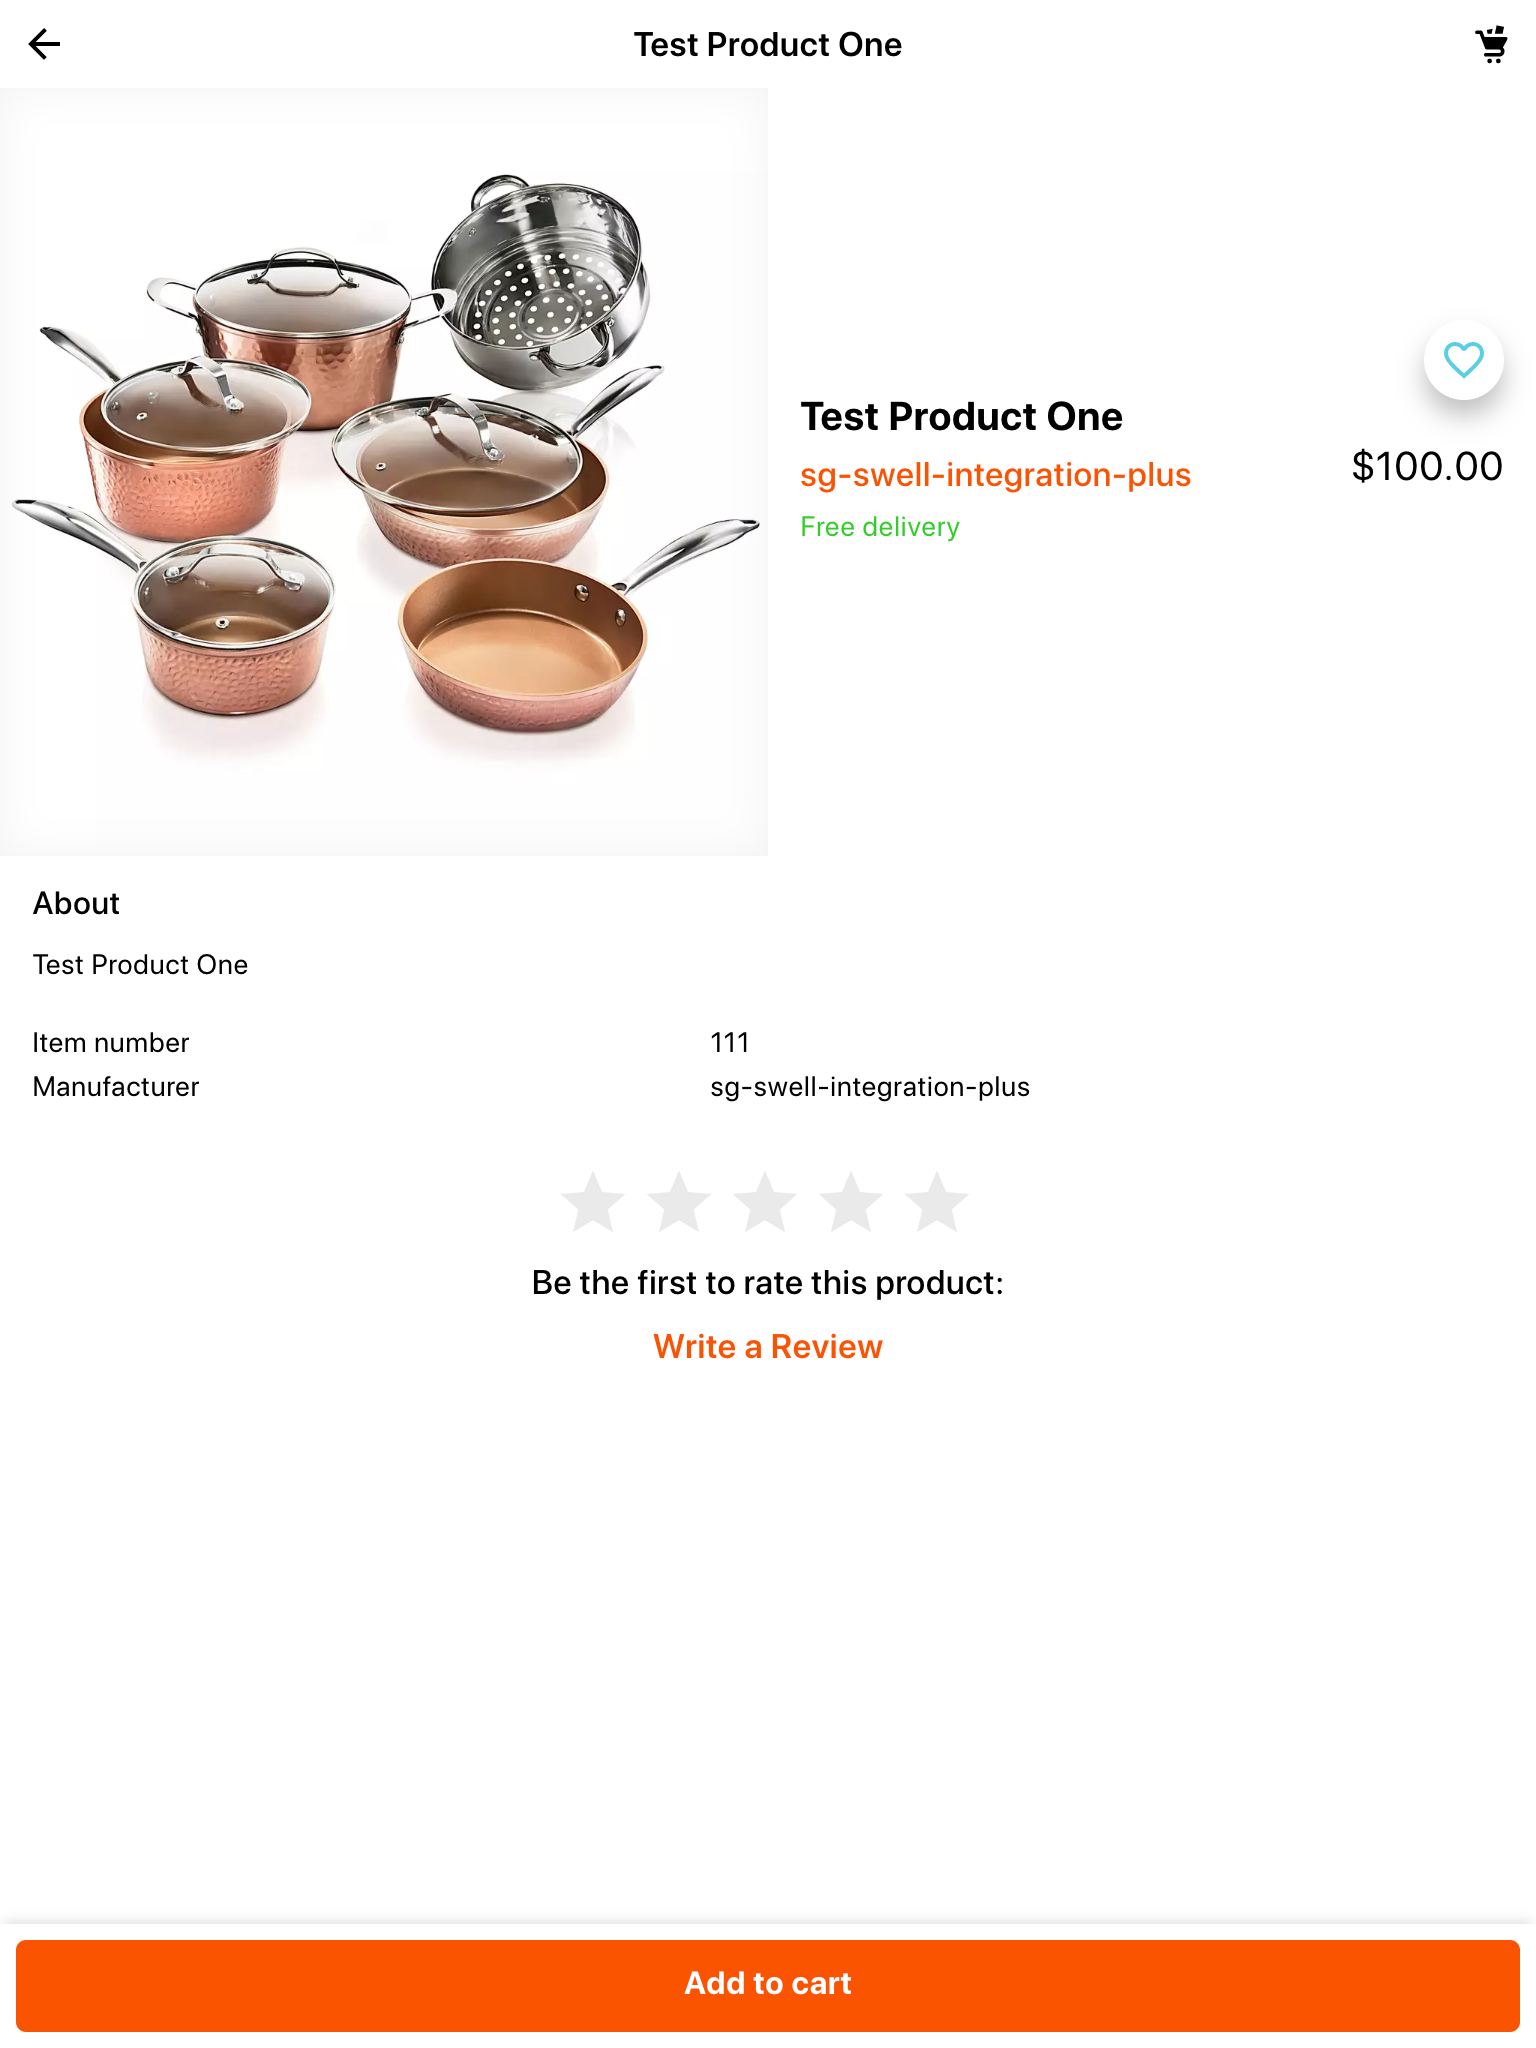 Test Product One
Test Product One
sg-swell-integration-plus
$100.00
Free delivery
About
Test Product One
Item number 111
Manufacturer sg-swell-integration-plus
Be the first to rate this product:
Write a Review
Add to cart